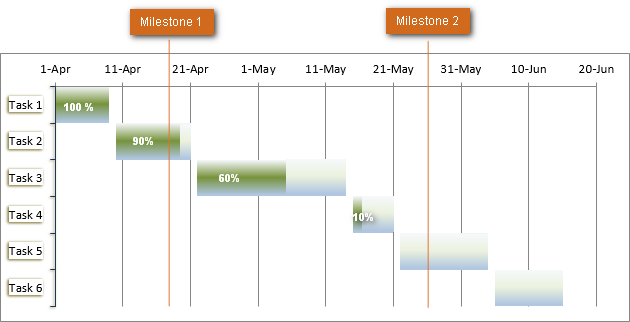 Milestone 1
Milestone 2
1-Apr 11-Apr 21-Apr 1-May 11-May 21-May 31-May 10-Jun 20-Jun
Task 1 100 %
Task 2 90%
Task 3 60%
Task 4 10%
Task 5
Task 6